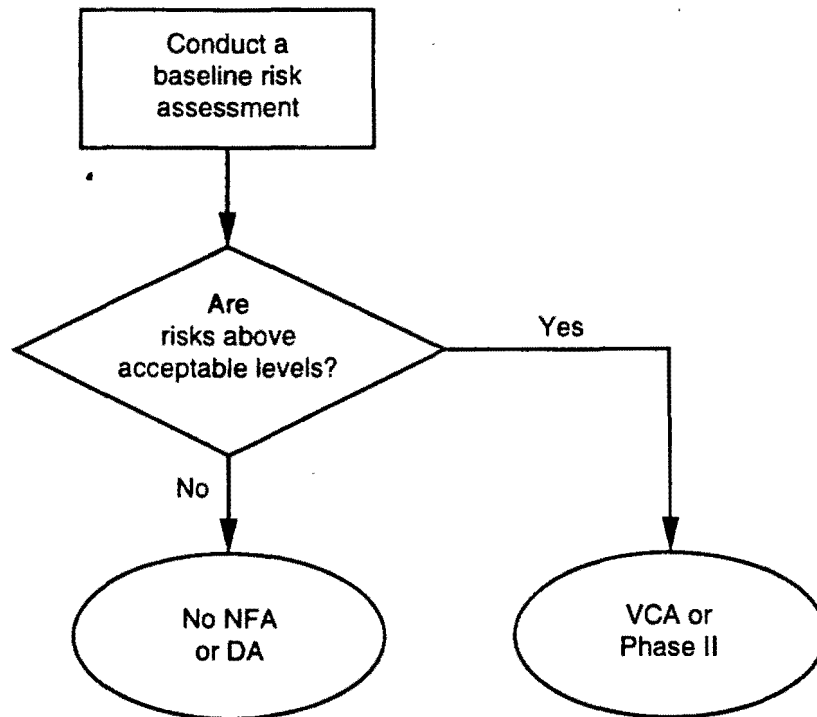 Conduct a
baseline risk
assessment
Are
risks above
acceptable levels?
Yes
No
No NFA
or DA
VCA or
Phase II